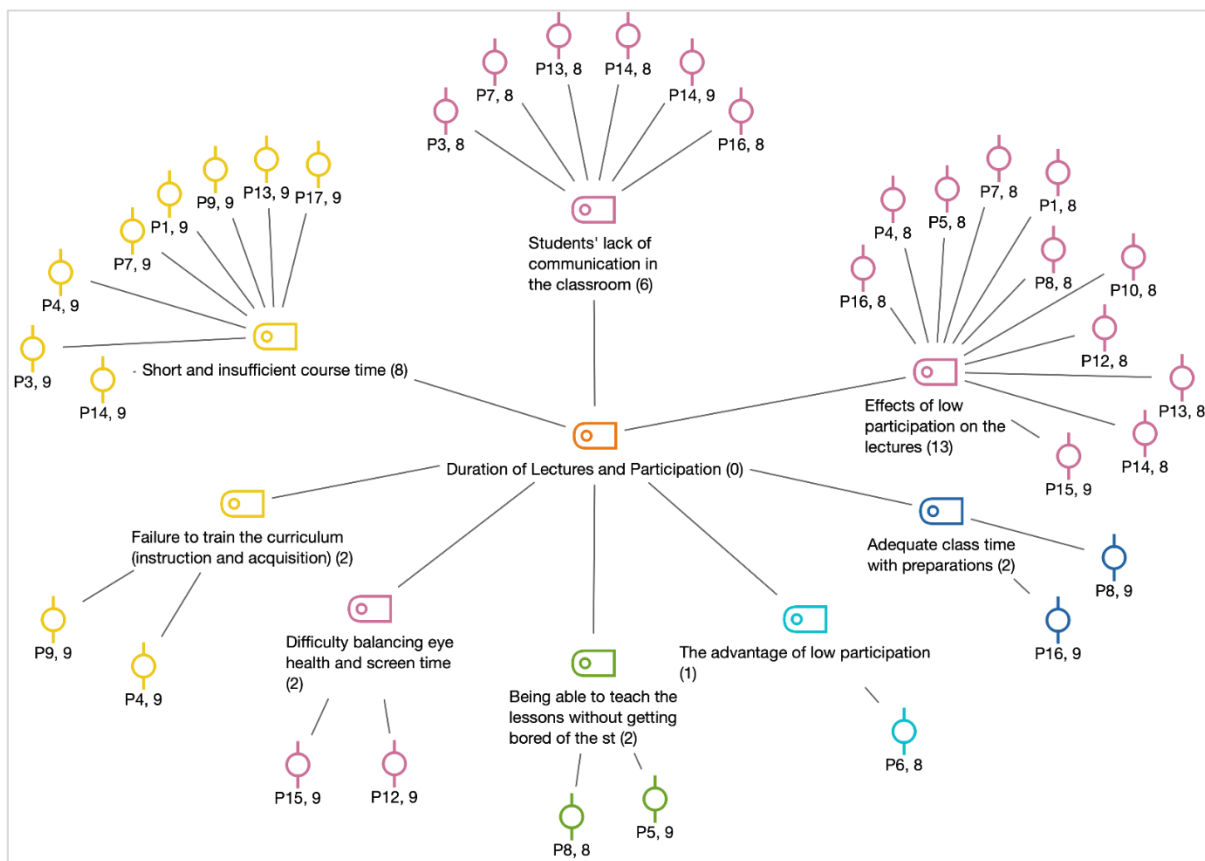 P13, 8
P14, 8
P7, 8
P14, 9
P3, 8
P16, 8
Students' lack of
communication in
the classroom (6)
P9, 9
P13, 9
P17, 9
P1, 9
P7, 9
P4, 9
P3, 9
P14, 9
Short and insufficient course time (8)
P7, 8
P1, 8
P5, 8
P4, 8
P8, 8
P16, 8
P10, 8
P12, 8
P13, 8
P14, 8
P15, 9
Effects of low
participation on the
lectures (13)
Duration of Lectures and Participation (0)
Failure to train the curriculum
(instruction and acquisition) (2)
P9, 9
P4, 9
Difficulty balancing eye
health and screen time
(2)
P15, 9
P12, 9
Being able to teach the
lessons without getting
bored of the st (2)
P8, 8
P5, 9
The advantage of low participation
(1)
P6, 8
Adequate class time
with preparations (2)
P8, 9
P16, 9